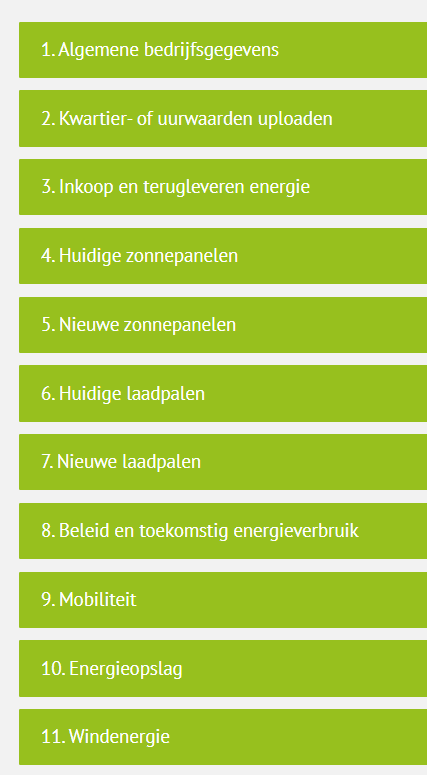 1. Algemene bedrijfsgegevens
2. Kwartier- of uurwaarden uploaden
3. Inkoop en terugleveren energie
4. Huidige zonnepanelen
5. Nieuwe zonnepanelen
6. Huidige laadpalen
7. Nieuwe laadpalen
8. Beleid en toekomstig energieverbruik
9. Mobiliteit
10. Energieopslag
11. Windenergie